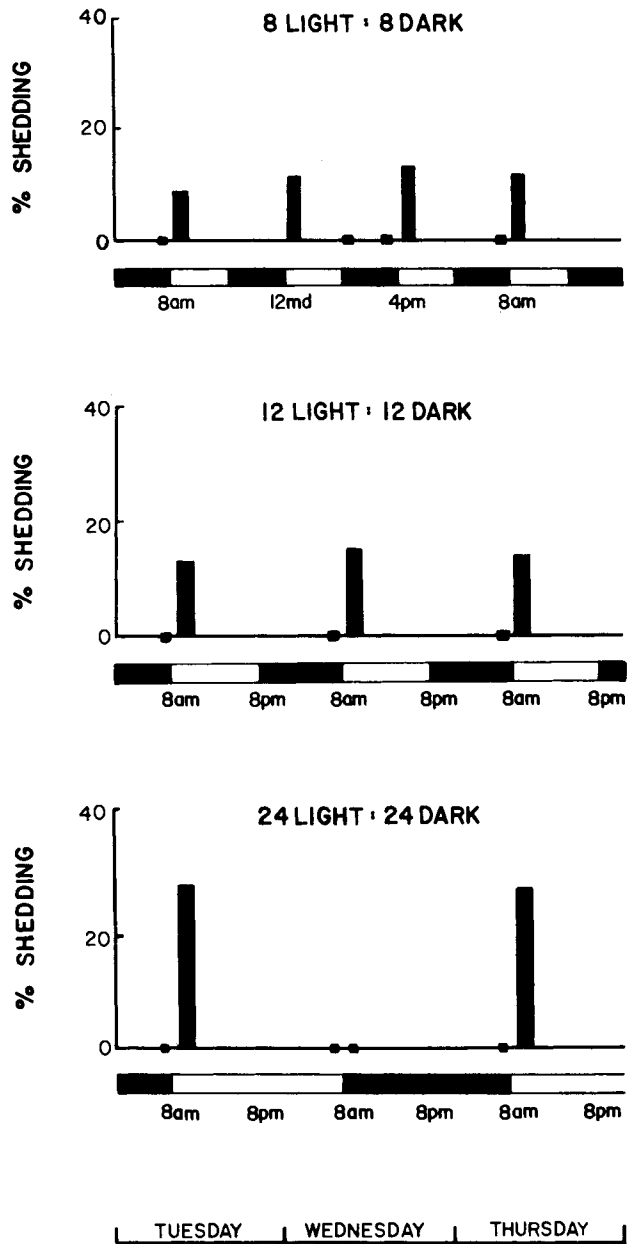 8 LIGHT : 8 DARK
% SHEDDING
40
20
0
8am 12md 4pm 8am
12 LIGHT : 12 DARK
% SHEDDING
40
20
0
8am 8pm 8am 8pm 8am 8pm
24 LIGHT : 24 DARK
% SHEDDING
40
20
0
8am 8pm 8am 8pm 8am 8pm
TUESDAY WEDNESDAY THURSDAY